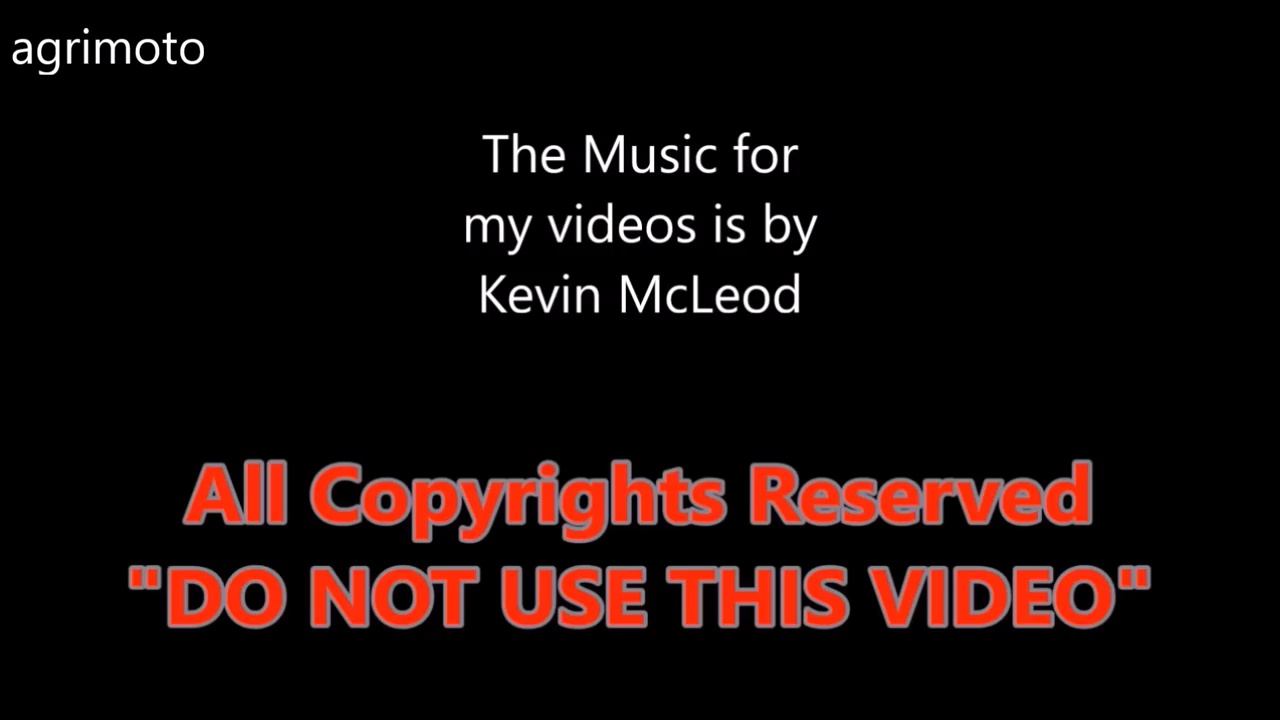 agrimoto
The Music for
my videos is by
Kevin McLeod
All Copyrights Reserved
"DO NOT USE THIS VIDEO"